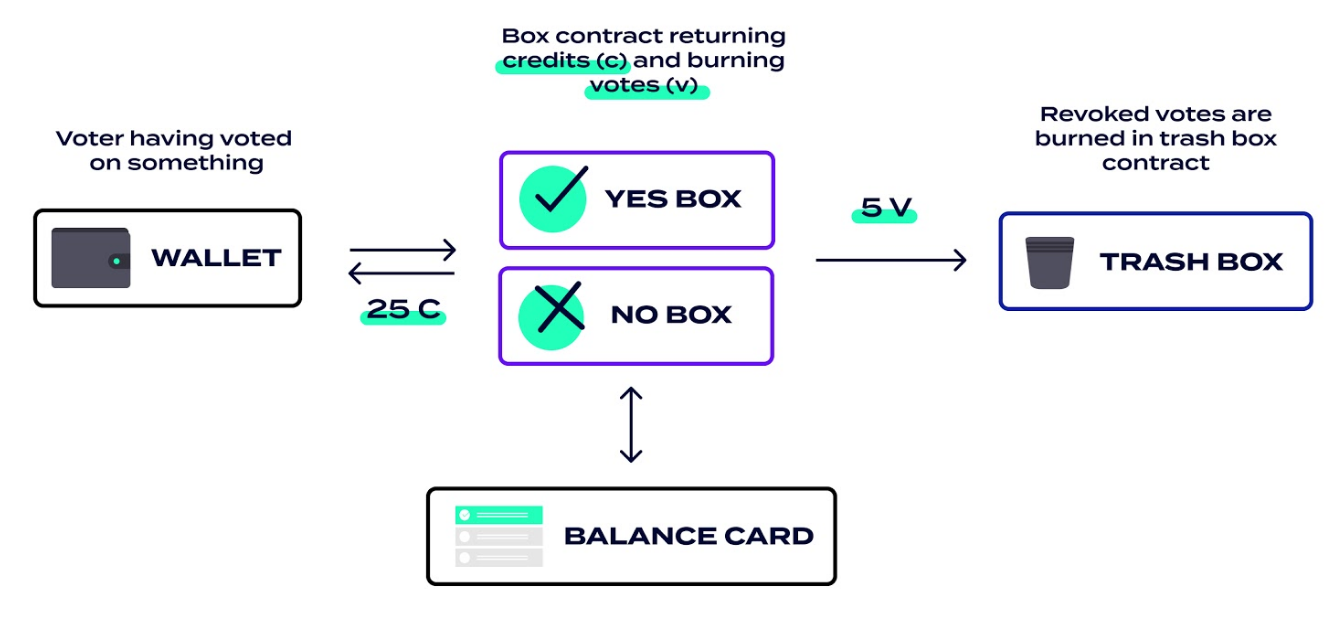 Box contract returning
credits (c) and burning
votes (v)
Voter having voted
on something
Revoked votes are
burned in trash box
contract
WALLET
25 C
YES BOX
NO BOX
5 V
TRASH BOX
BALANCE CARD